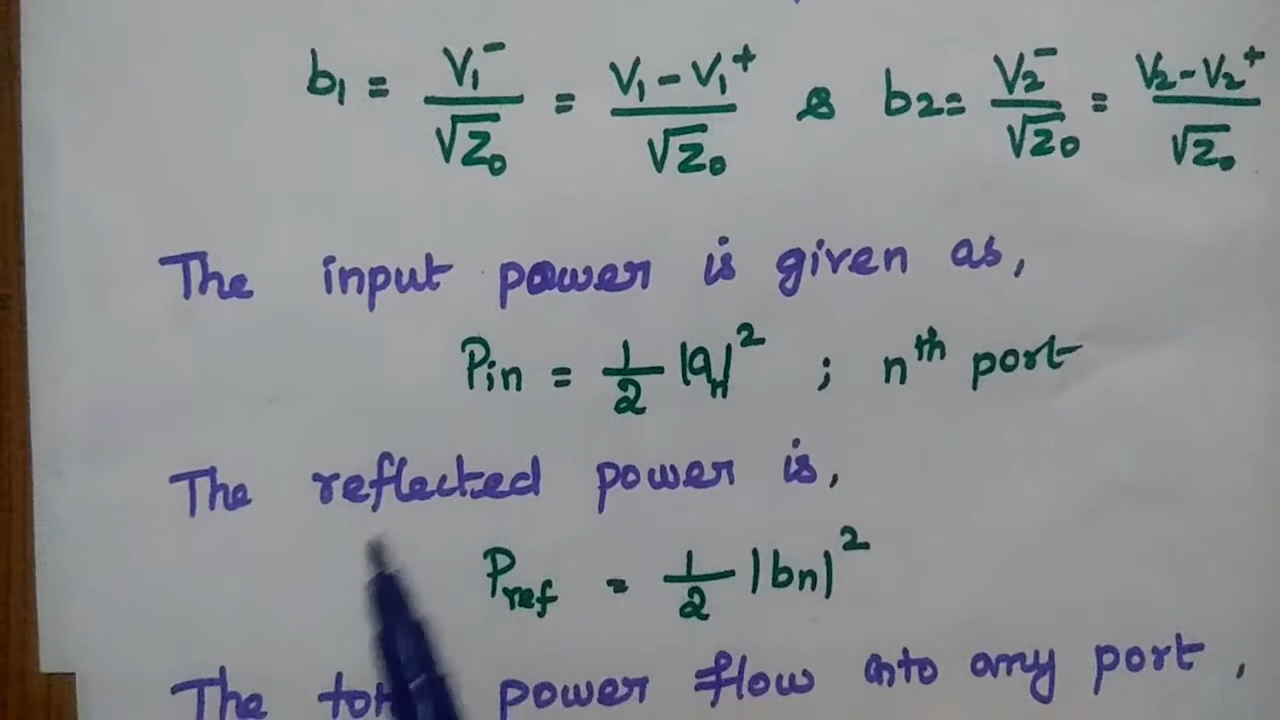 b₁ = V₁⁻/√Z₀ = V₁ - V₁⁺/√Z₀ & b₂ = V₂⁻/√Z₀ = V₂ - V₂⁺/√Z₀
The input power is given as,
Pin = 1/2 |aₙ|² ; nᵗʰ port
The reflected power is,
Pref = 1/2 |bn|²
The power flow into any port,